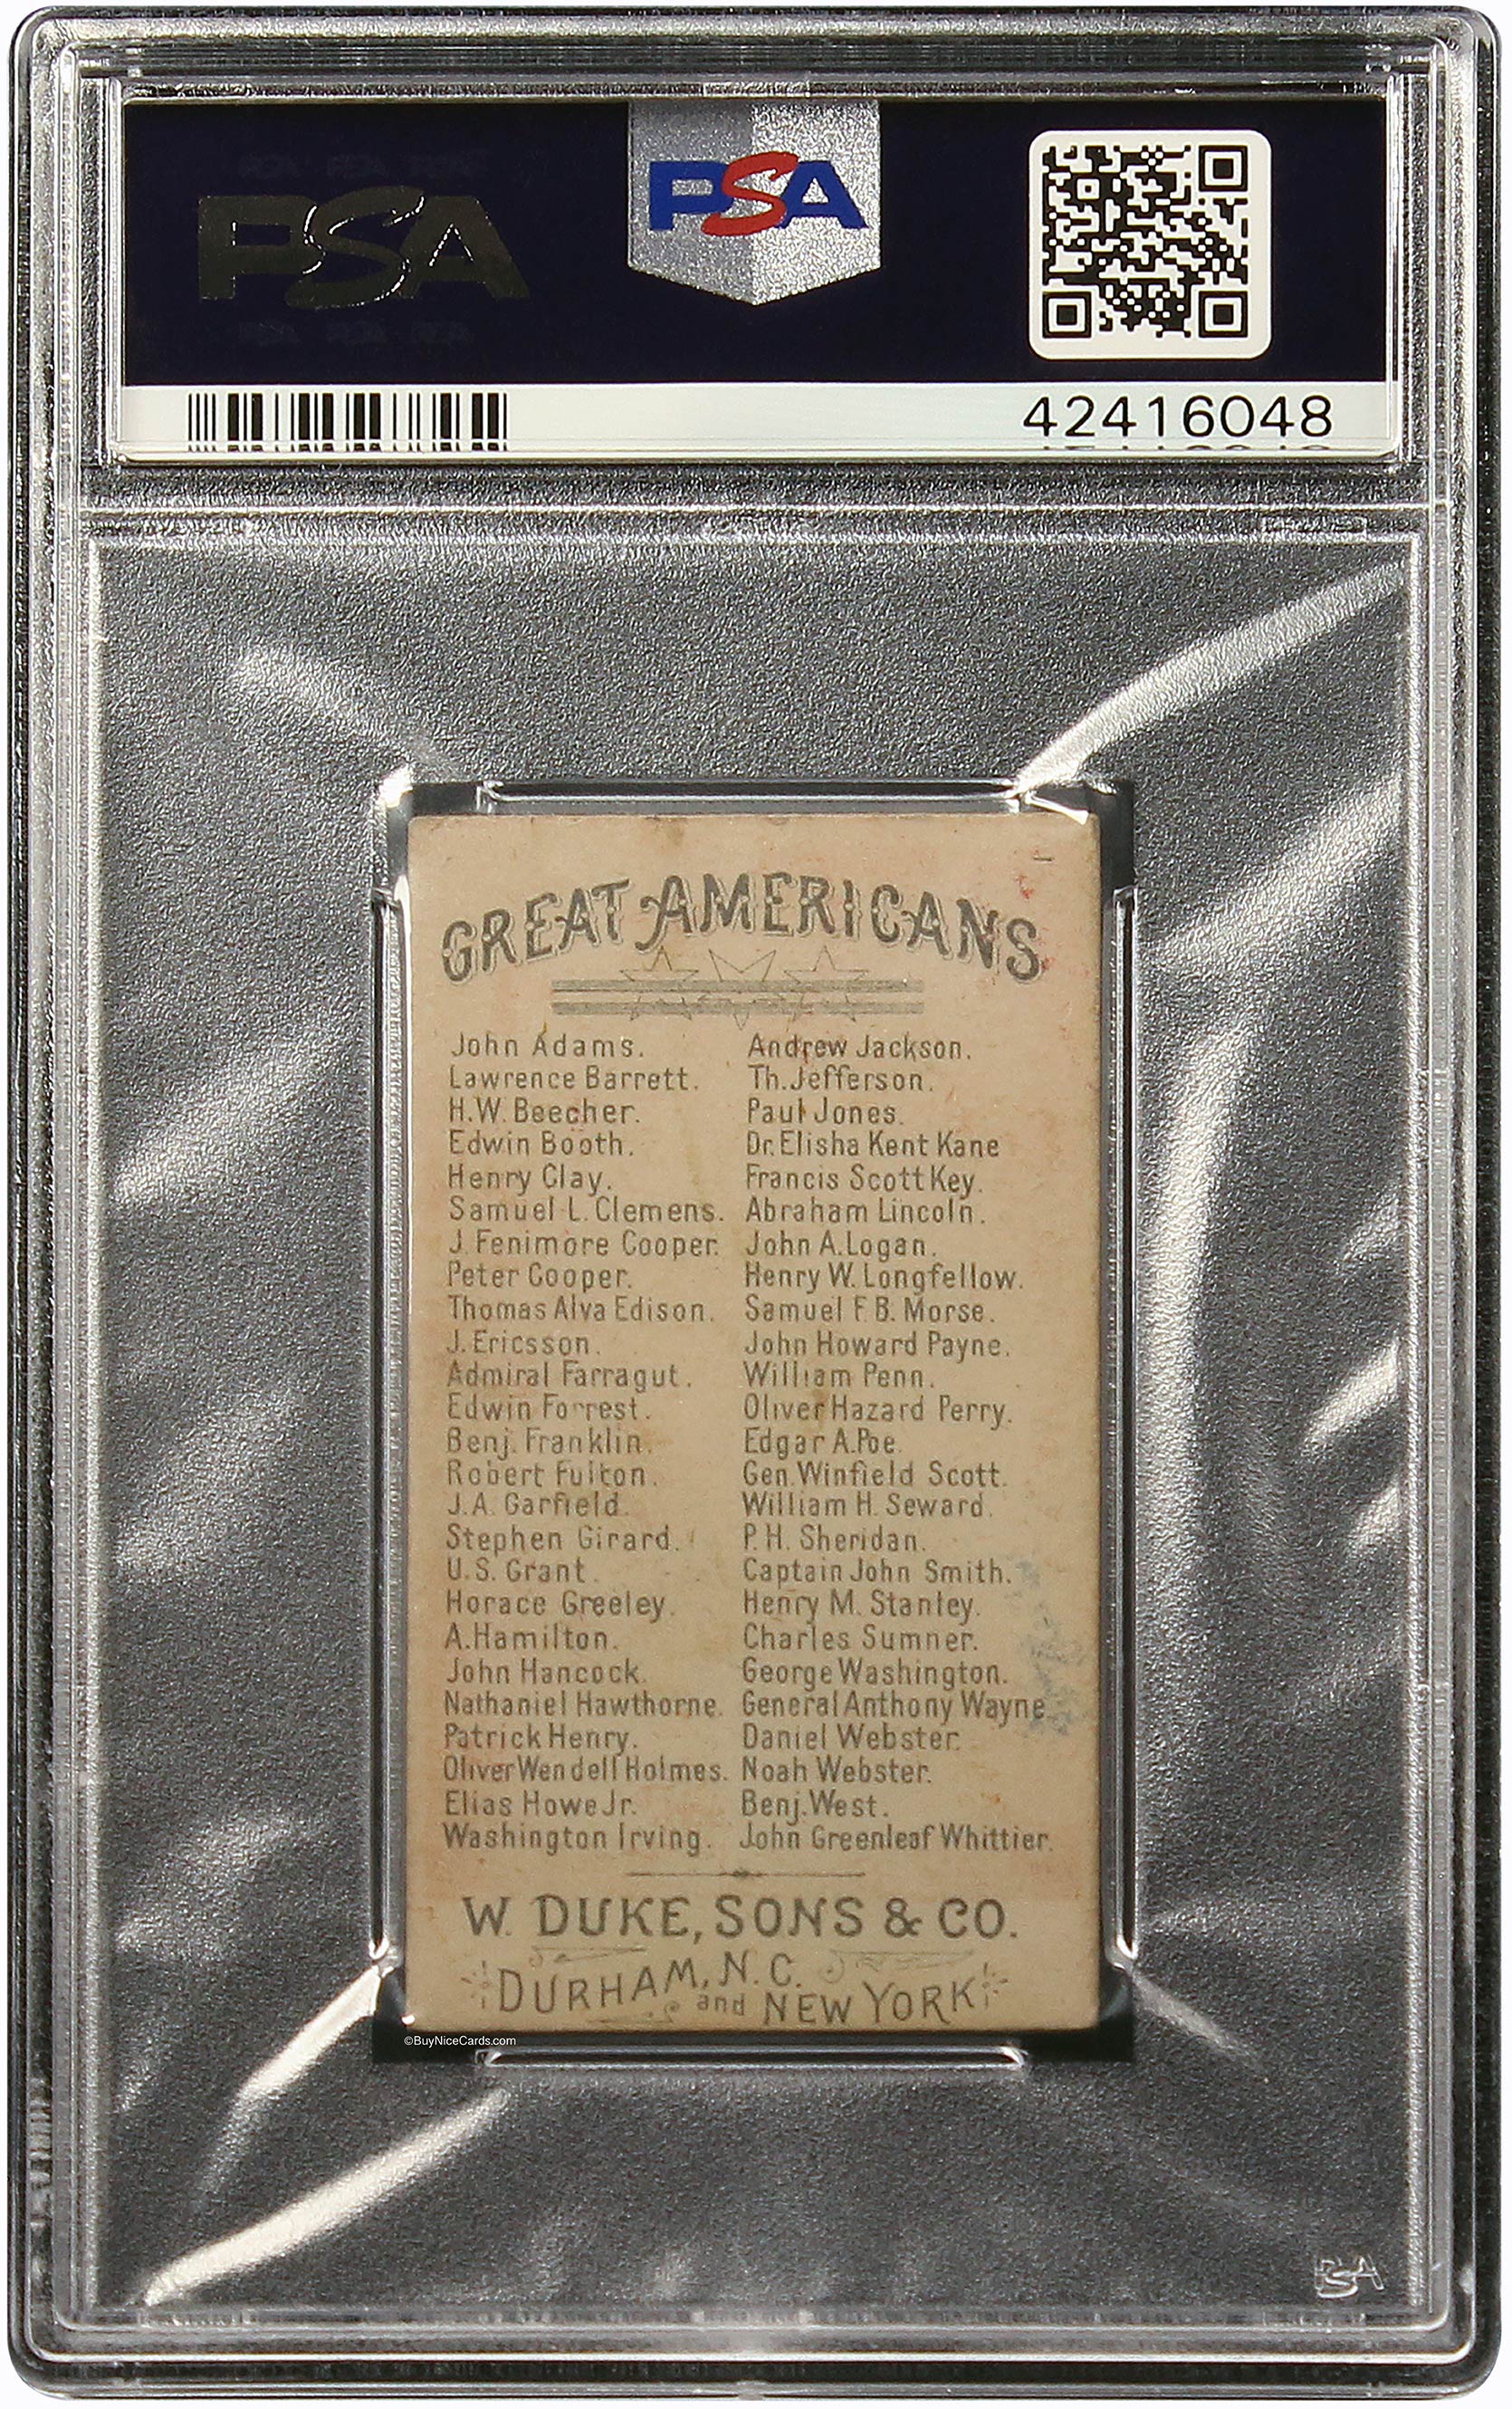 PSA
PSA
42416048
GREAT AMERICANS
John Adams. Andrew Jackson.
Lawrence Barrett. Th. Jefferson.
H.W. Beecher. Paul Jones.
Edwin Booth. Dr. Elisha Kent Kane
Henry Clay. Francis Scott Key.
Samuel L. Clemens. Abraham Lincoln.
J. Fenimore Cooper. John A. Logan.
Peter Cooper. Henry W. Longfellow.
Thomas Alva Edison. Samuel F. B. Morse.
J. Ericsson. John Howard Payne.
Admiral Farragut. William Penn.
Edwin Forrest. Oliver Hazard Perry.
Benj. Franklin. Edgar A. Poe.
Robert Fulton. Gen. Winfield Scott.
J. A. Garfield. William H. Seward.
Stephen Girard. P. H. Sheridan.
U. S. Grant. Captain John Smith.
Horace Greeley. Henry M. Stanley.
A. Hamilton. Charles Sumner.
John Hancock. George Washington.
Nathaniel Hawthorne. General Anthony Wayne
Patrick Henry. Daniel Webster.
Oliver Wendell Holmes. Noah Webster.
Elias Howe Jr. Benj. West.
Washington Irving. John Greenleaf Whittier.
W. DUKE, SONS & CO.
DURHAM, N. C.
and NEW YORK
©BuyNiceCards.com
PSA